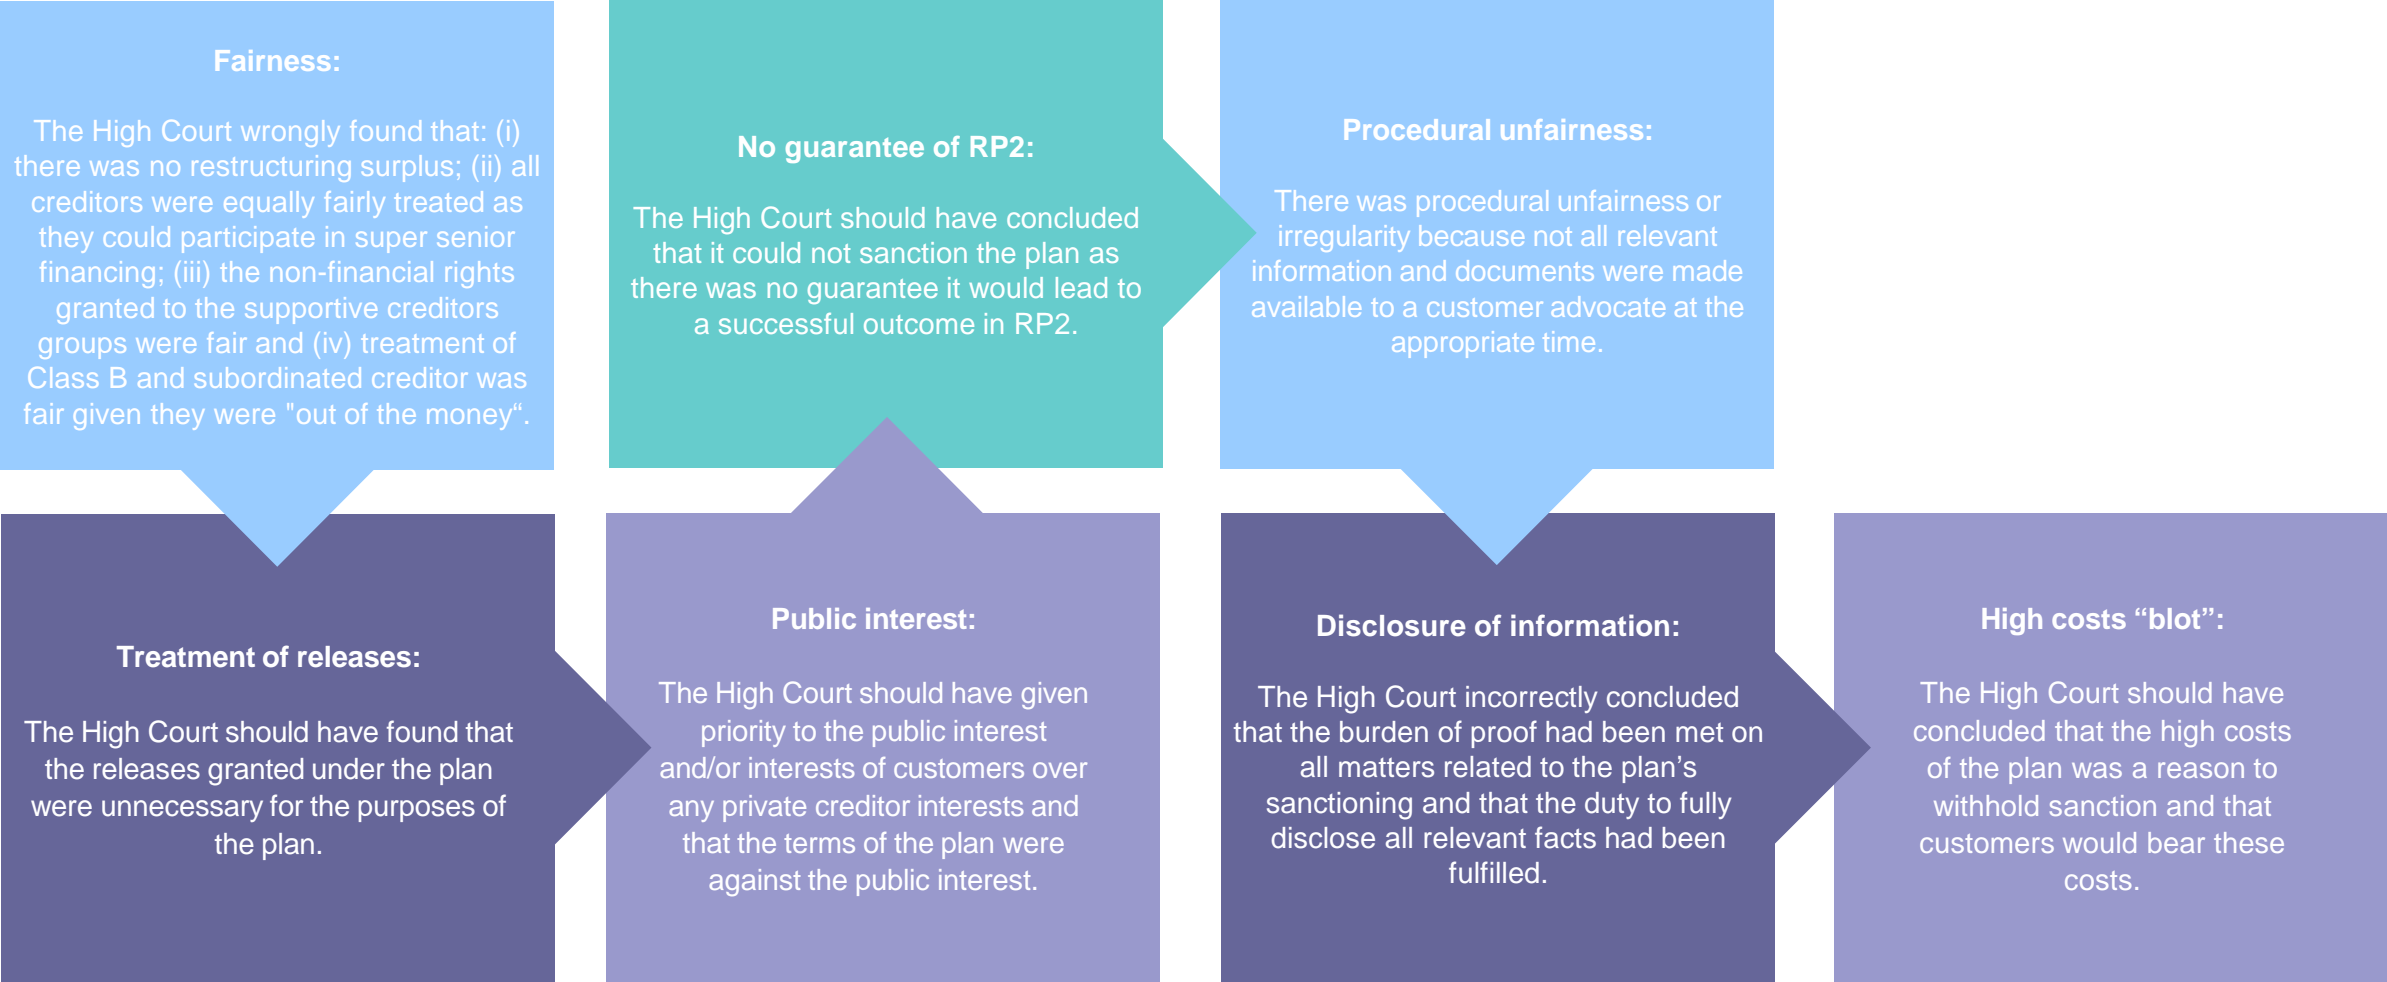 Fairness:
The High Court wrongly found that: (i)
there was no restructuring surplus; (ii) all
creditors were equally fairly treated as
they could participate in super senior
financing; (iii) the non-financial rights
granted to the supportive creditors
groups were fair and (iv) treatment of
Class B and subordinated creditor was
fair given they were "out of the money“.
Treatment of releases:
The High Court should have found that
the releases granted under the plan
were unnecessary for the purposes of
the plan.
Public interest:
The High Court should have given
priority to the public interest
and/or interests of customers over
any private creditor interests and
that the terms of the plan were
against the public interest.
No guarantee of RP2:
The High Court should have concluded
that it could not sanction the plan as
there was no guarantee it would lead to
a successful outcome in RP2.
Procedural unfairness:
There was procedural unfairness or
irregularity because not all relevant
information and documents were made
available to a customer advocate at the
appropriate time.
Disclosure of information:
The High Court incorrectly concluded
that the burden of proof had been met on
all matters related to the plan’s
sanctioning and that the duty to fully
disclose all relevant facts had been
fulfilled.
High costs “blot”:
The High Court should have
concluded that the high costs
of the plan was a reason to
withhold sanction and that
customers would bear these
costs.